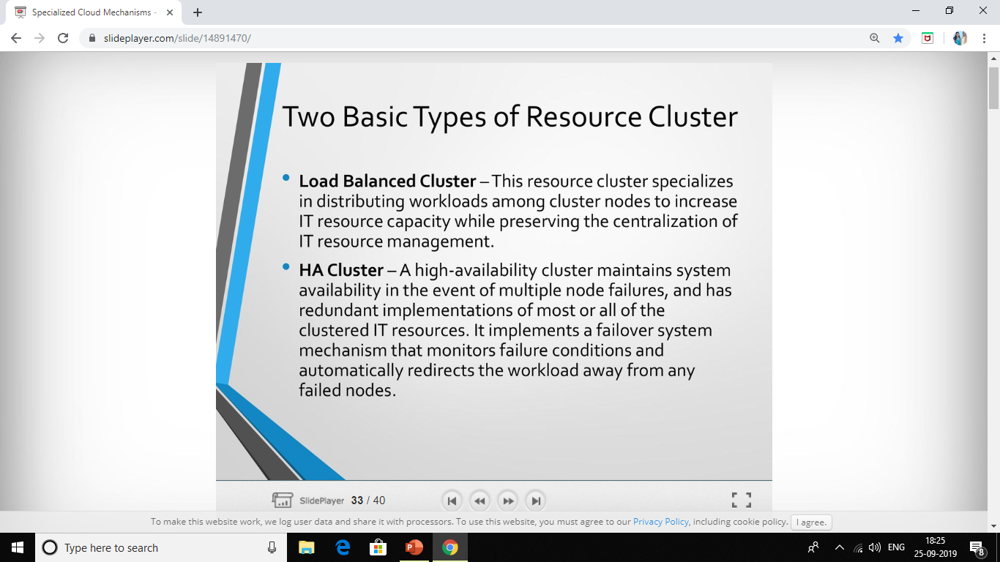 Specialized Cloud Mechanisms -
slideplayer.com/slide/14891470/
Two Basic Types of Resource Cluster
• Load Balanced Cluster – This resource cluster specializes
in distributing workloads among cluster nodes to increase
IT resource capacity while preserving the centralization of
IT resource management.
• HA Cluster – A high-availability cluster maintains system
availability in the event of multiple node failures, and has
redundant implementations of most or all of the
clustered IT resources. It implements a failover system
mechanism that monitors failure conditions and
automatically redirects the workload away from any
failed nodes.
SlidePlayer 33 / 40
To make this website work, we log user data and share it with processors. To use this website, you must agree to our Privacy Policy, including cookie policy. I agree.
Type here to search
ENG
18:25
25-09-2019
8